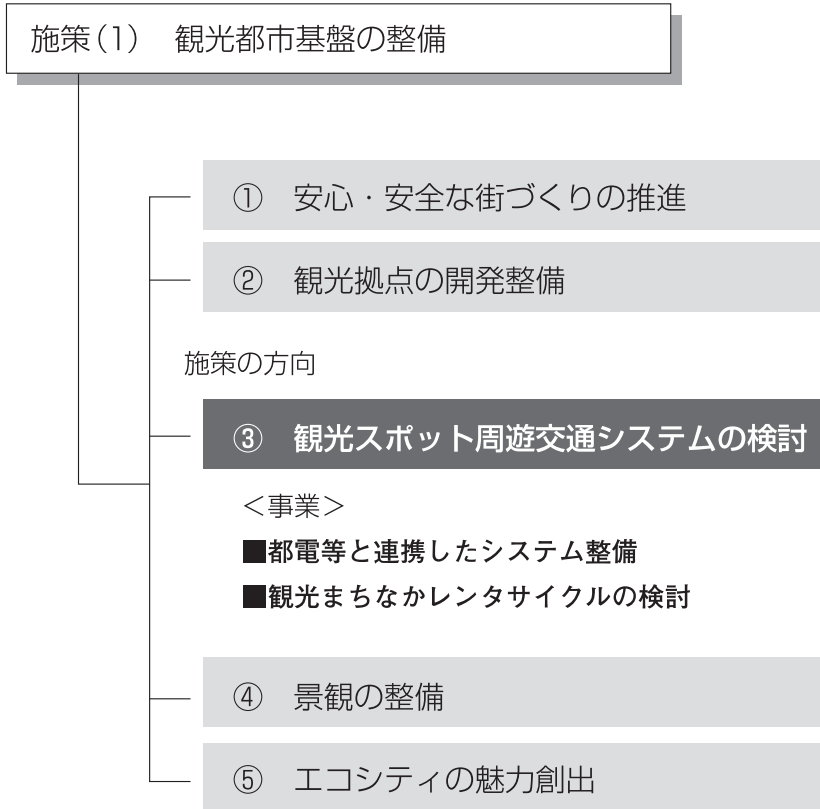 施策(1) 観光都市基盤の整備
① 安心・安全な街づくりの推進
② 観光拠点の開発整備
施策の方向
③ 観光スポット周遊交通システムの検討
＜事業＞
■都電等と連携したシステム整備
■観光まちなかレンタサイクルの検討
④ 景観の整備
⑤ エコシティの魅力創出